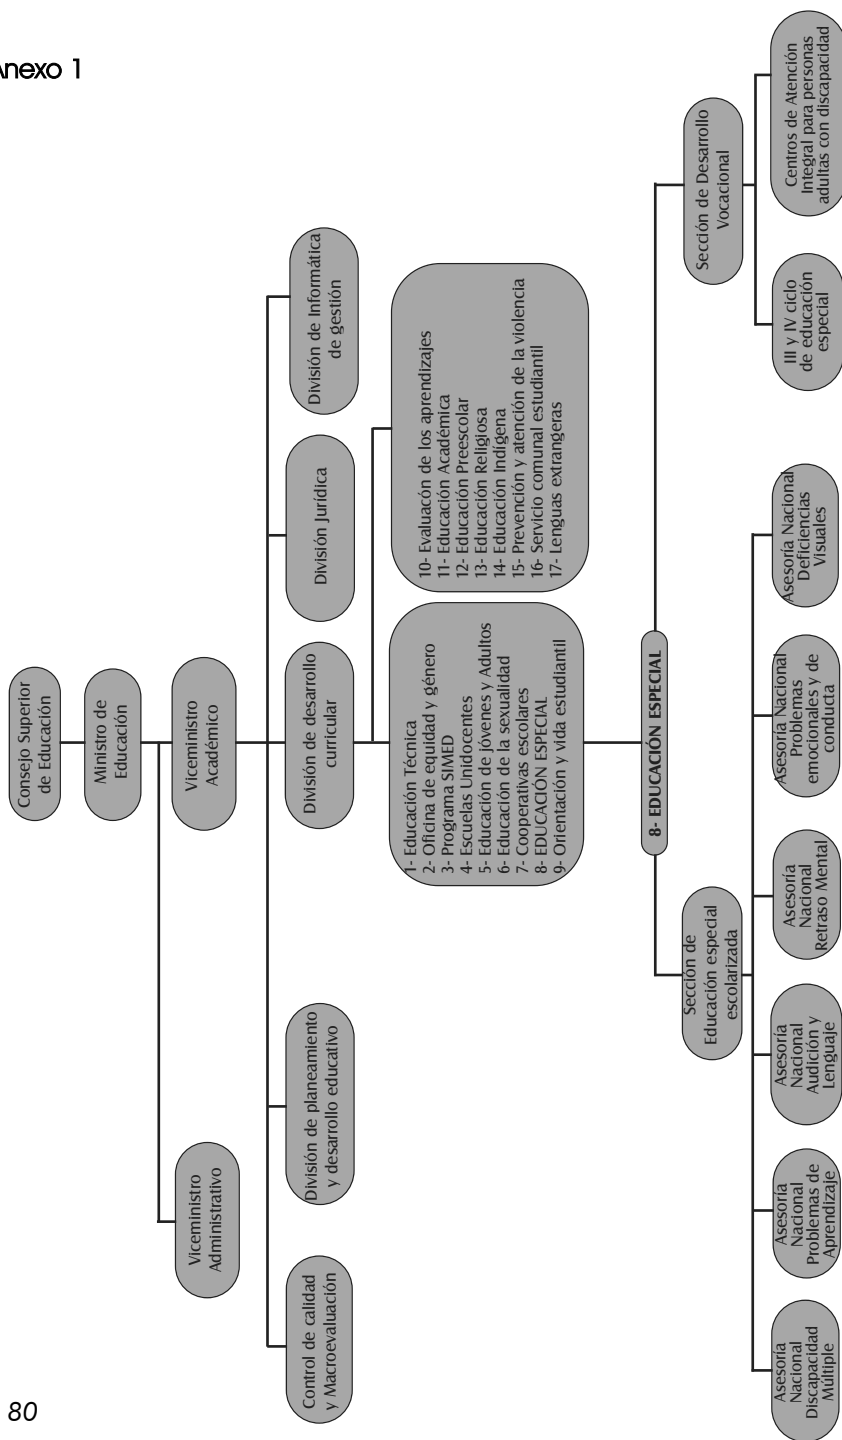 Anexo 1
Consejo Superior
de Educación
Ministro de
Educación
Viceministro
Administrativo
Viceministro
Académico
Control de calidad
y Macroevaluación
División de planeamiento
y desarrollo educativo
División de desarrollo
curricular
División Jurídica
División de Informática
de gestión
1- Educación Técnica
2- Oficina de equidad y género
3- Programa SIMED
4- Escuelas Unidocentes
5- Educación de jóvenes y Adultos
6- Educación de la sexualidad
7- Cooperativas escolares
8- EDUCACIÓN ESPECIAL
9- Orientación y vida estudiantil
10- Evaluacón de los aprendizajes
11- Educación Académica
12- Educación Preescolar
13- Educación Religiosa
14- Educación Indígena
15- Prevención y atención de la violencia
16- Servicio comunal estudiantil
17- Lenguas extrangeras
8- EDUCACIÓN ESPECIAL
Sección de
Educación especial
escolarizada
Sección de Desarrollo
Vocacional
Asesoría
Nacional
Discapacidad
Múltiple
Asesoría
Nacional
Problemas de
Aprendizaje
Asesoría
Nacional
Audición y
Lenguaje
Asesoría
Nacional
Retraso Mental
Asesoría Nacional
Problemas
emocionales y de
conducta
Asesoría Nacional
Deficiencias
Visuales
III y IV ciclo
de educación
especial
Centros de Atención
Integral para personas
adultas con discapacidad
80